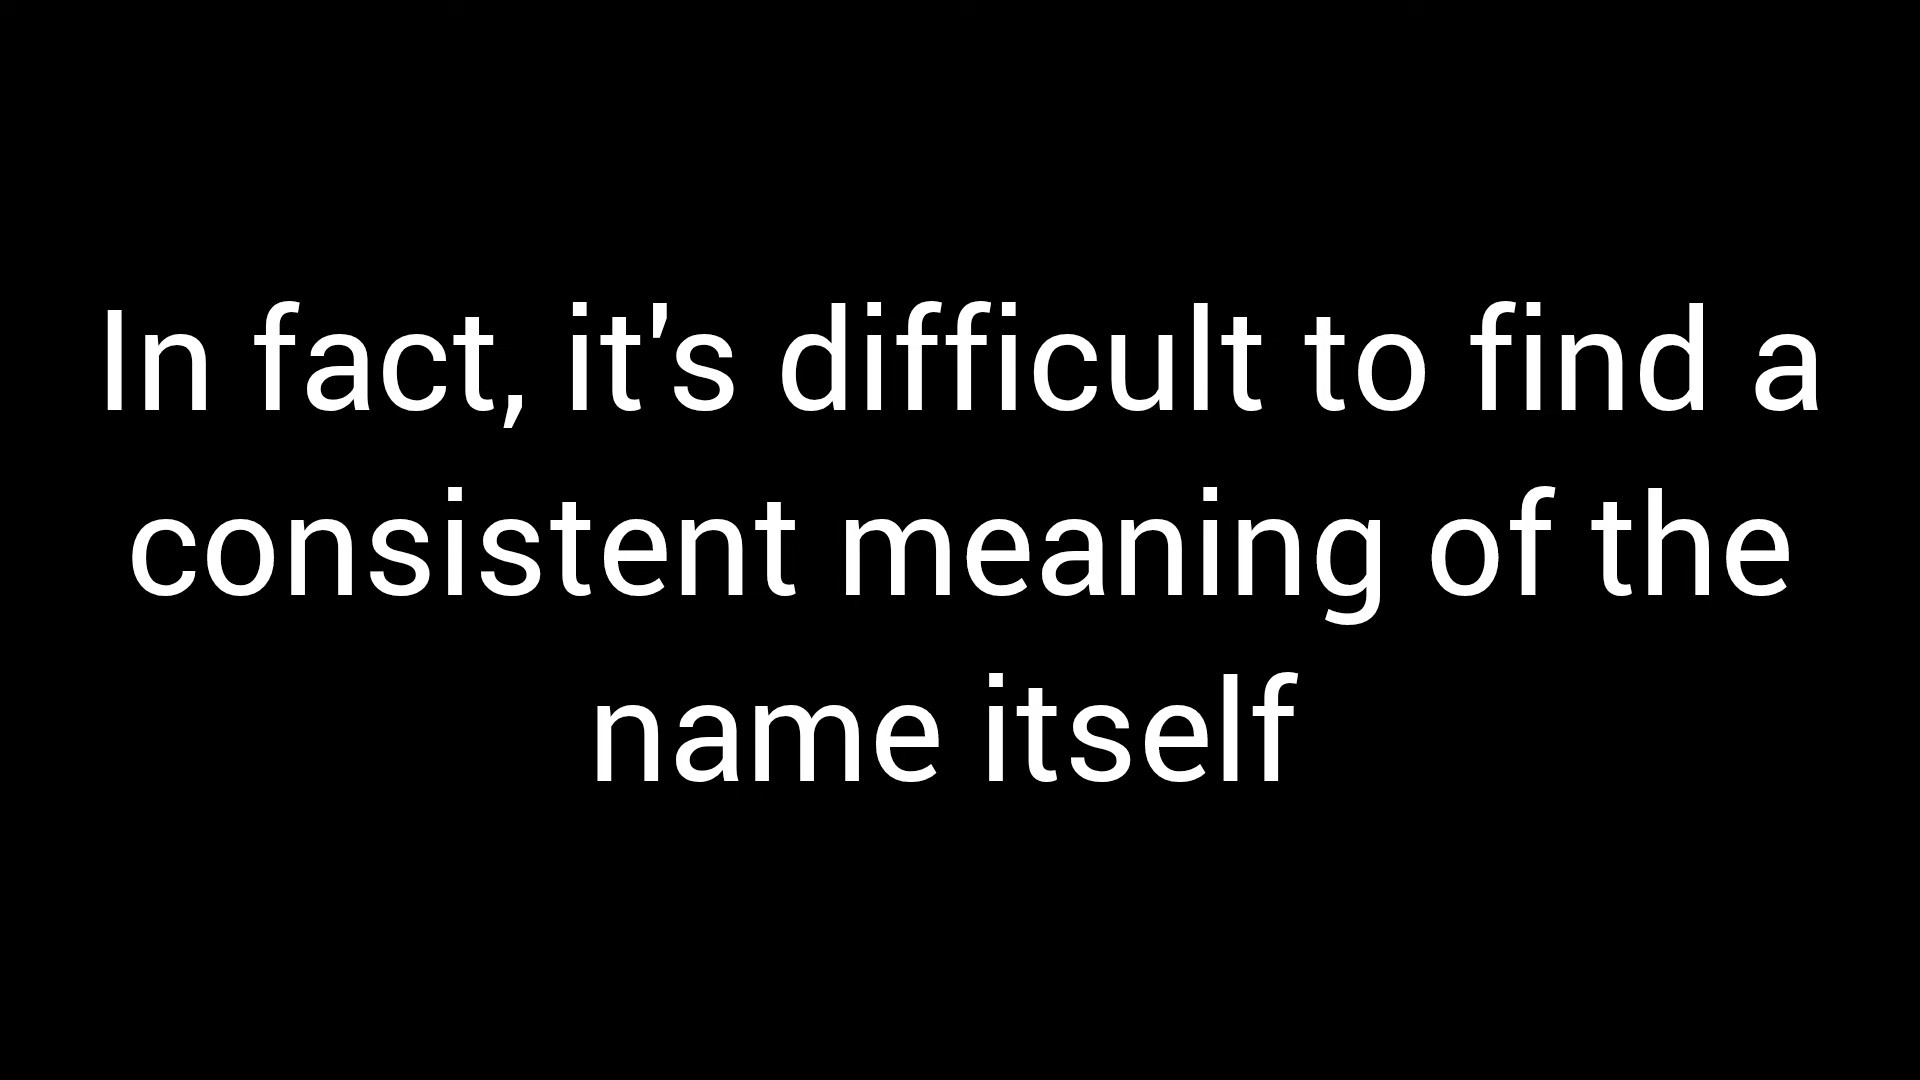 In fact, it's difficult to find a
consistent meaning of the
name itself